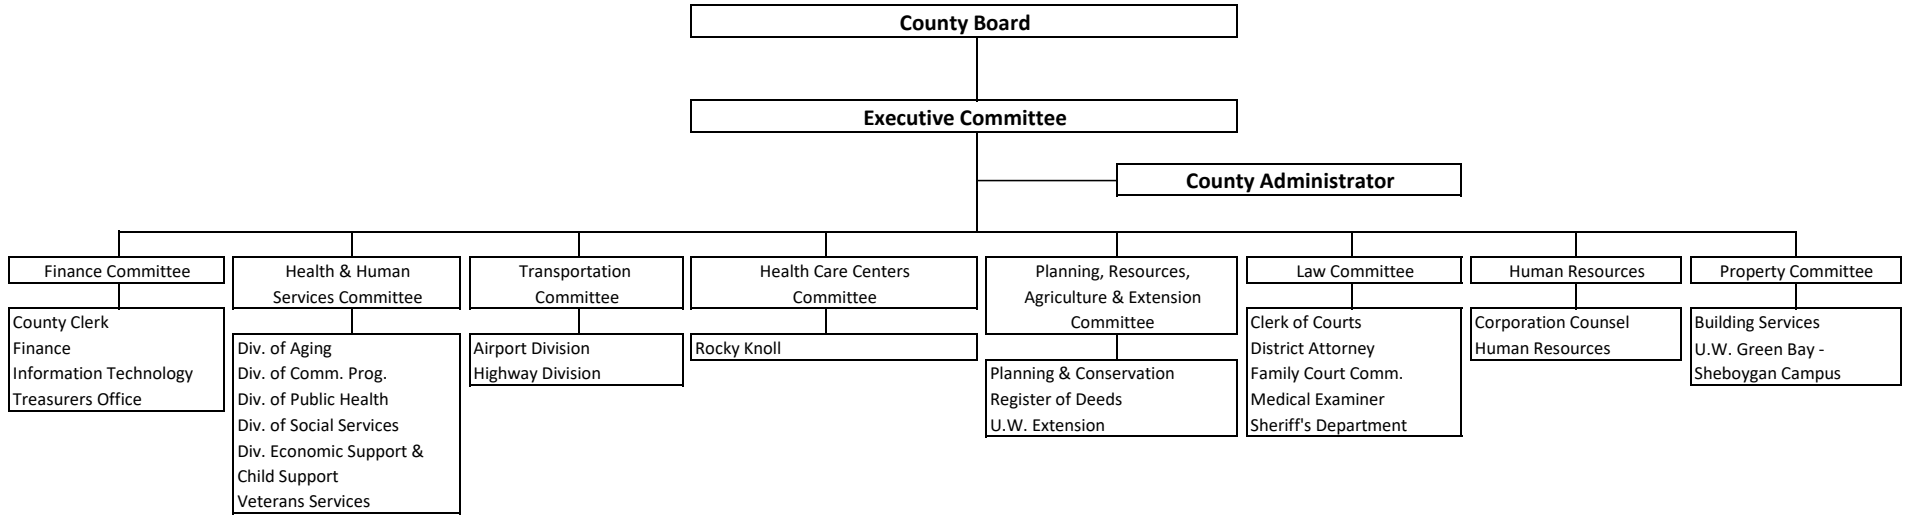 County Board
Executive Committee
County Administrator
Finance Committee
County Clerk
Finance
Information Technology
Treasurers Office
Health & Human
Services Committee
Div. of Aging
Div. of Comm. Prog.
Div. of Public Health
Div. of Social Services
Div. Economic Support &
Child Support
Veterans Services
Transportation
Committee
Airport Division
Highway Division
Health Care Centers
Committee
Rocky Knoll
Planning, Resources,
Agriculture & Extension
Committee
Planning & Conservation
Register of Deeds
U.W. Extension
Law Committee
Clerk of Courts
District Attorney
Family Court Comm.
Medical Examiner
Sheriff's Department
Human Resources
Corporation Counsel
Human Resources
Property Committee
Building Services
U.W. Green Bay -
Sheboygan Campus